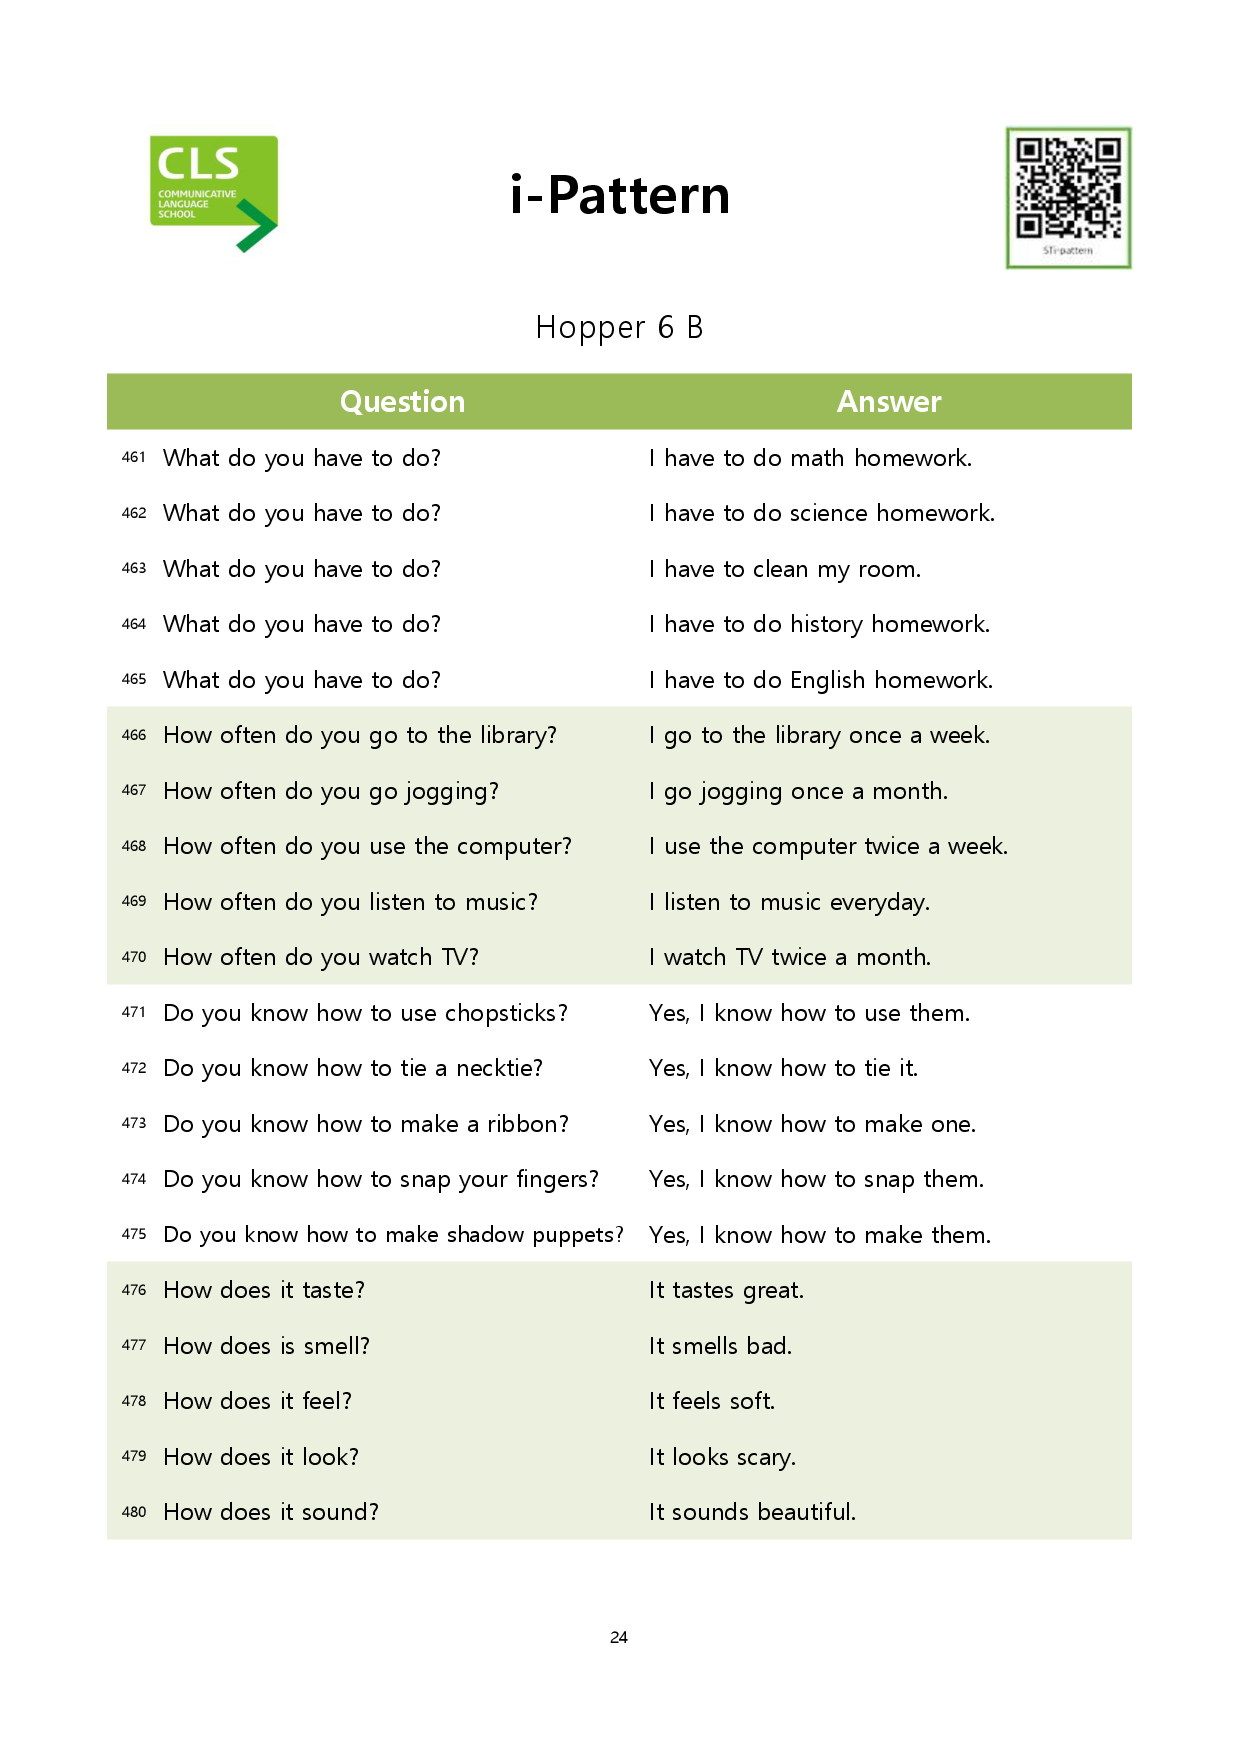 CLS
COMMUNICATIVE
LANGUAGE
SCHOOL
i-Pattern
STi-pattern
Hopper 6 B
Question Answer
461 What do you have to do? I have to do math homework.
462 What do you have to do? I have to do science homework.
463 What do you have to do? I have to clean my room.
464 What do you have to do? I have to do history homework.
465 What do you have to do? I have to do English homework.
466 How often do you go to the library? I go to the library once a week.
467 How often do you go jogging? I go jogging once a month.
468 How often do you use the computer? I use the computer twice a week.
469 How often do you listen to music? I listen to music everyday.
470 How often do you watch TV? I watch TV twice a month.
471 Do you know how to use chopsticks? Yes, I know how to use them.
472 Do you know how to tie a necktie? Yes, I know how to tie it.
473 Do you know how to make a ribbon? Yes, I know how to make one.
474 Do you know how to snap your fingers? Yes, I know how to snap them.
475 Do you know how to make shadow puppets? Yes, I know how to make them.
476 How does it taste? It tastes great.
477 How does is smell? It smells bad.
478 How does it feel? It feels soft.
479 How does it look? It looks scary.
480 How does it sound? It sounds beautiful.
24